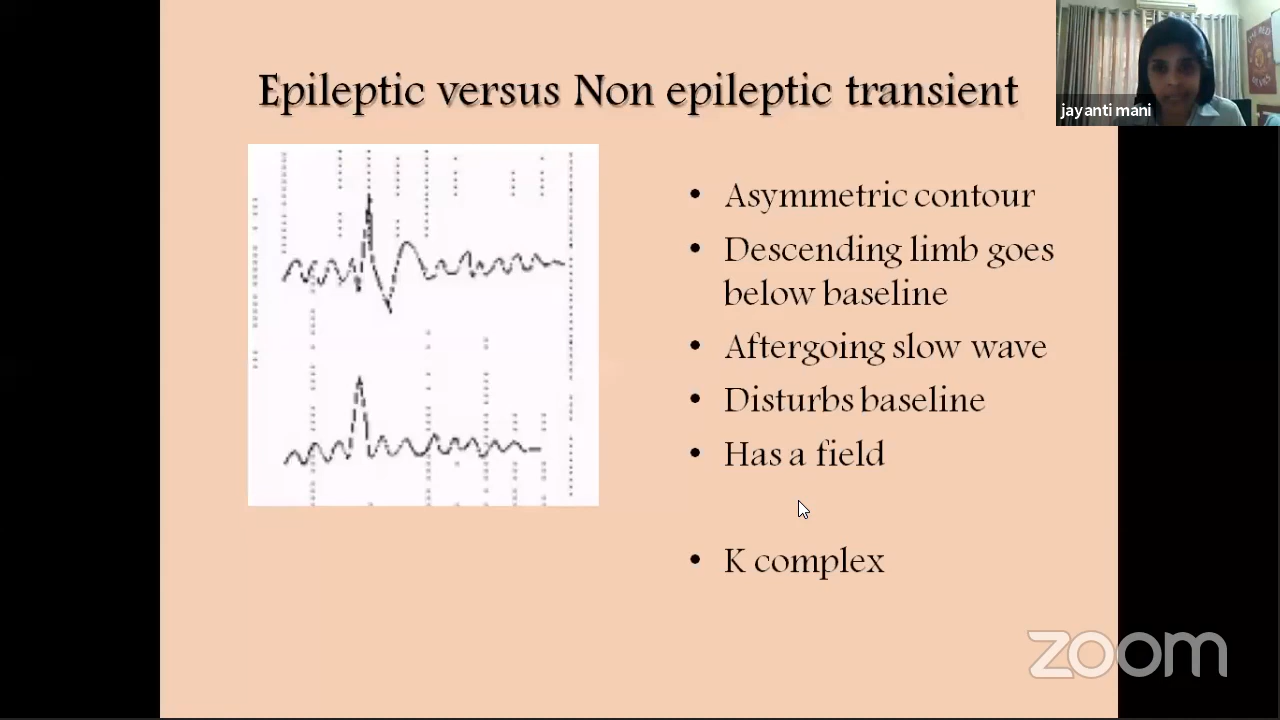 Epileptic versus Non epileptic transient
jayanti mani
• Asymmetric contour
• Descending limb goes
below baseline
• Aftergoing slow wave
• Disturbs baseline
• Has a field
• K complex
zoom